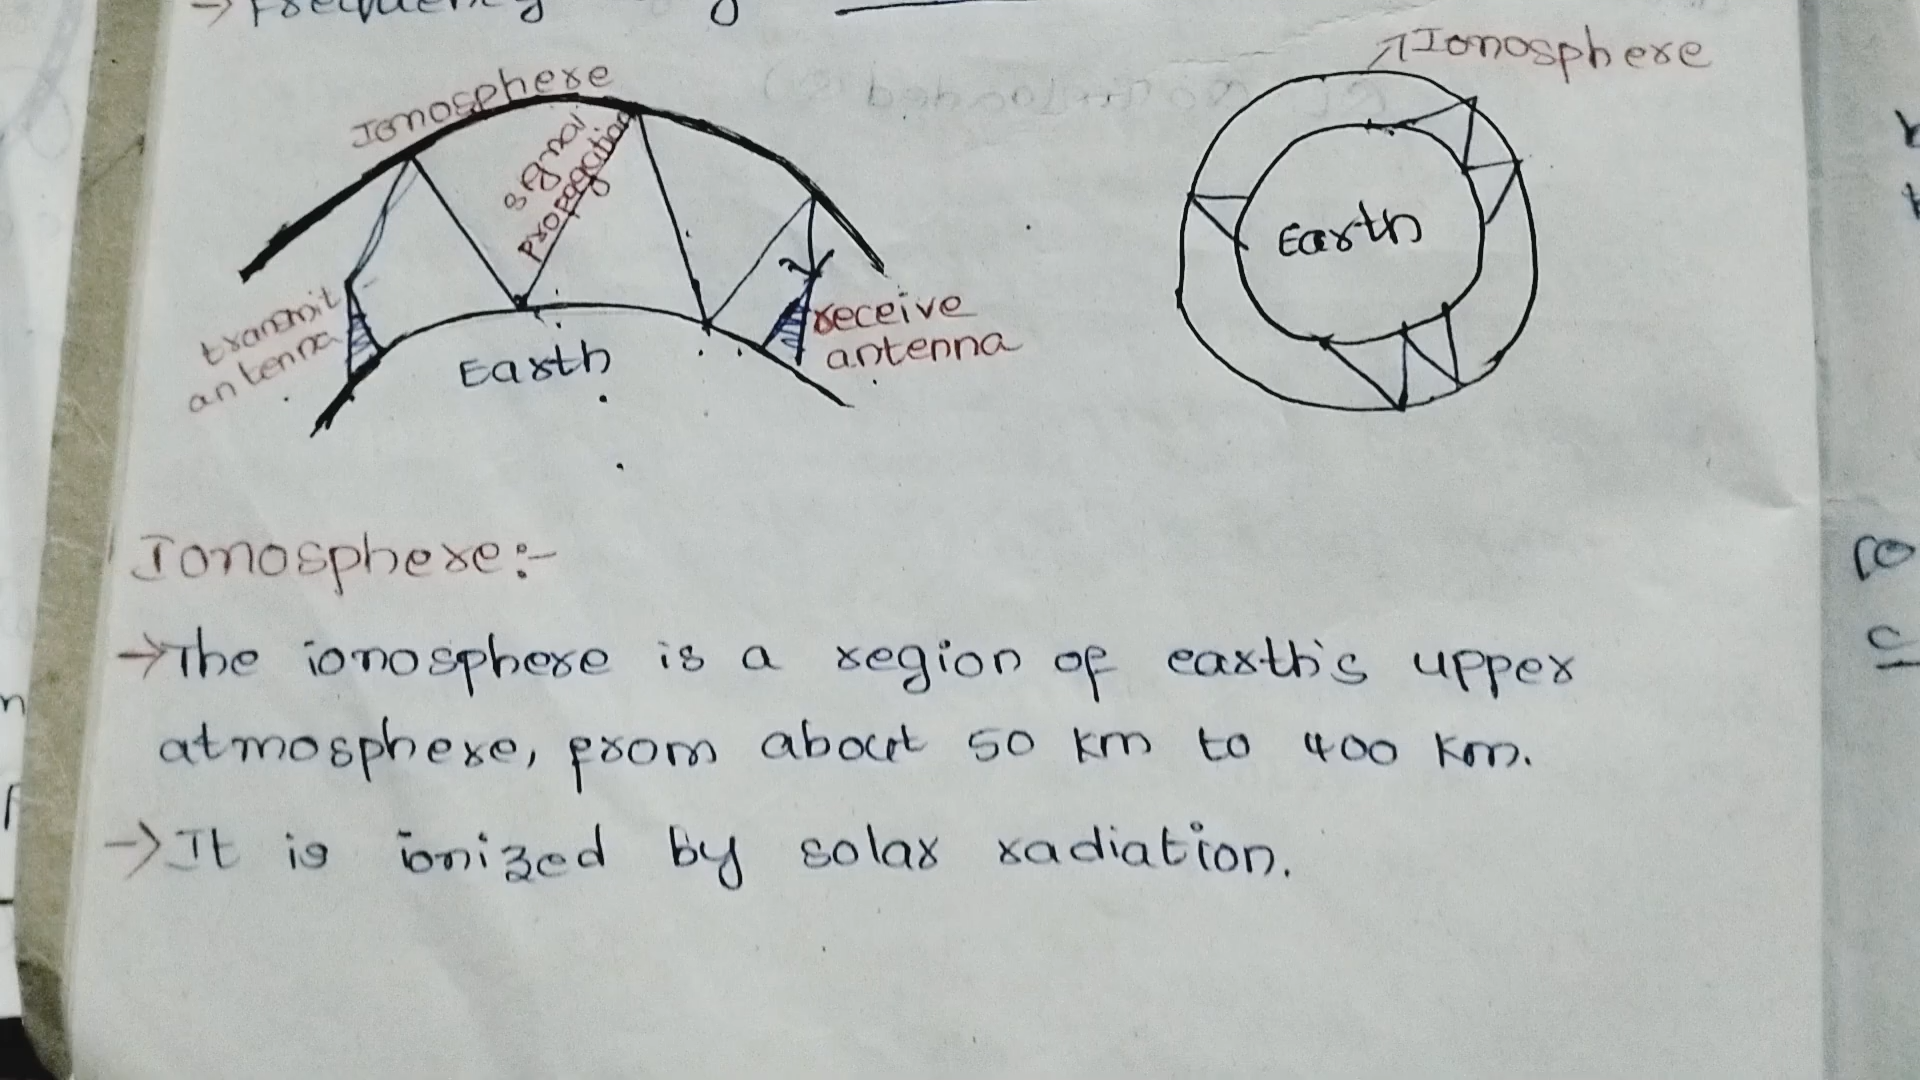 → Frequency
Ionosphere
signal
propagation
transmit
antenna
Earth
receive
antenna
Ionosphere
Earth
Ionosphere:-
→ The ionosphere is a region of earth's upper
atmosphere, from about 50 km to 400 km.
→ It is ionized by solar radiation.